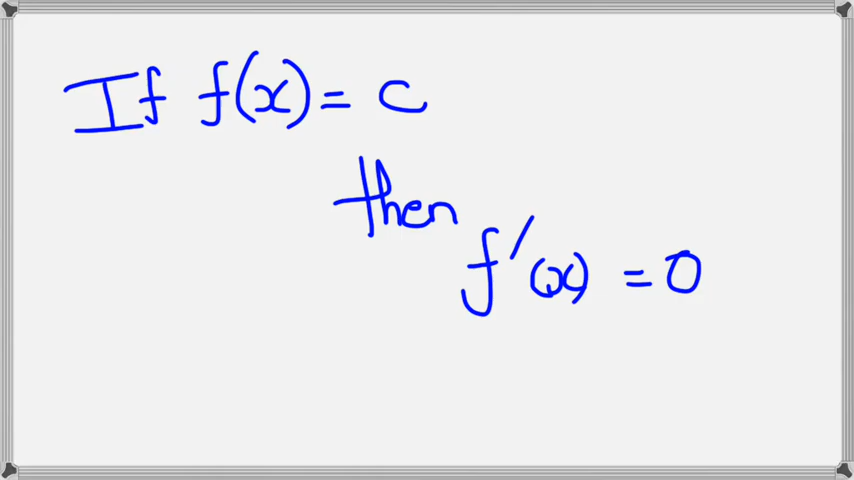 If f(x) = c
then
f'(x) = 0